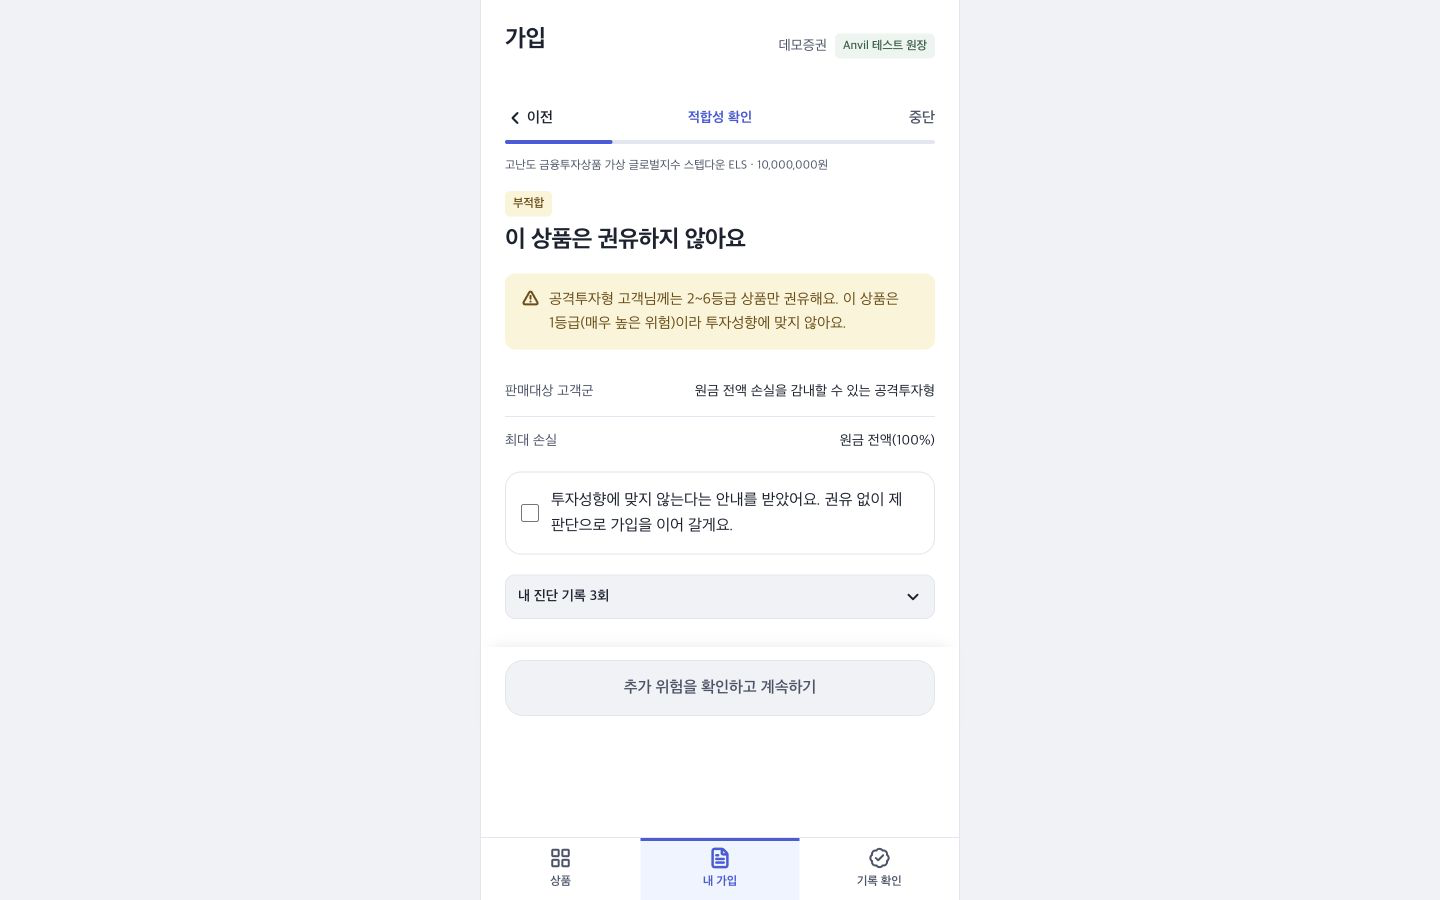 가입
데모증권 Anvil 테스트 원장
이전 적합성 확인 중단
고난도 금융투자상품 가상 글로벌지수 스텝다운 ELS · 10,000,000원
부적합
이 상품은 권유하지 않아요
공격투자형 고객님께는 2~6등급 상품만 권유해요. 이 상품은
1등급(매우 높은 위험)이라 투자성향에 맞지 않아요.
판매대상 고객군 원금 전액 손실을 감내할 수 있는 공격투자형
최대 손실 원금 전액(100%)
투자성향에 맞지 않는다는 안내를 받았어요. 권유 없이 제
판단으로 가입을 이어 갈게요.
내 진단 기록 3회
추가 위험을 확인하고 계속하기
상품 내 가입 기록 확인